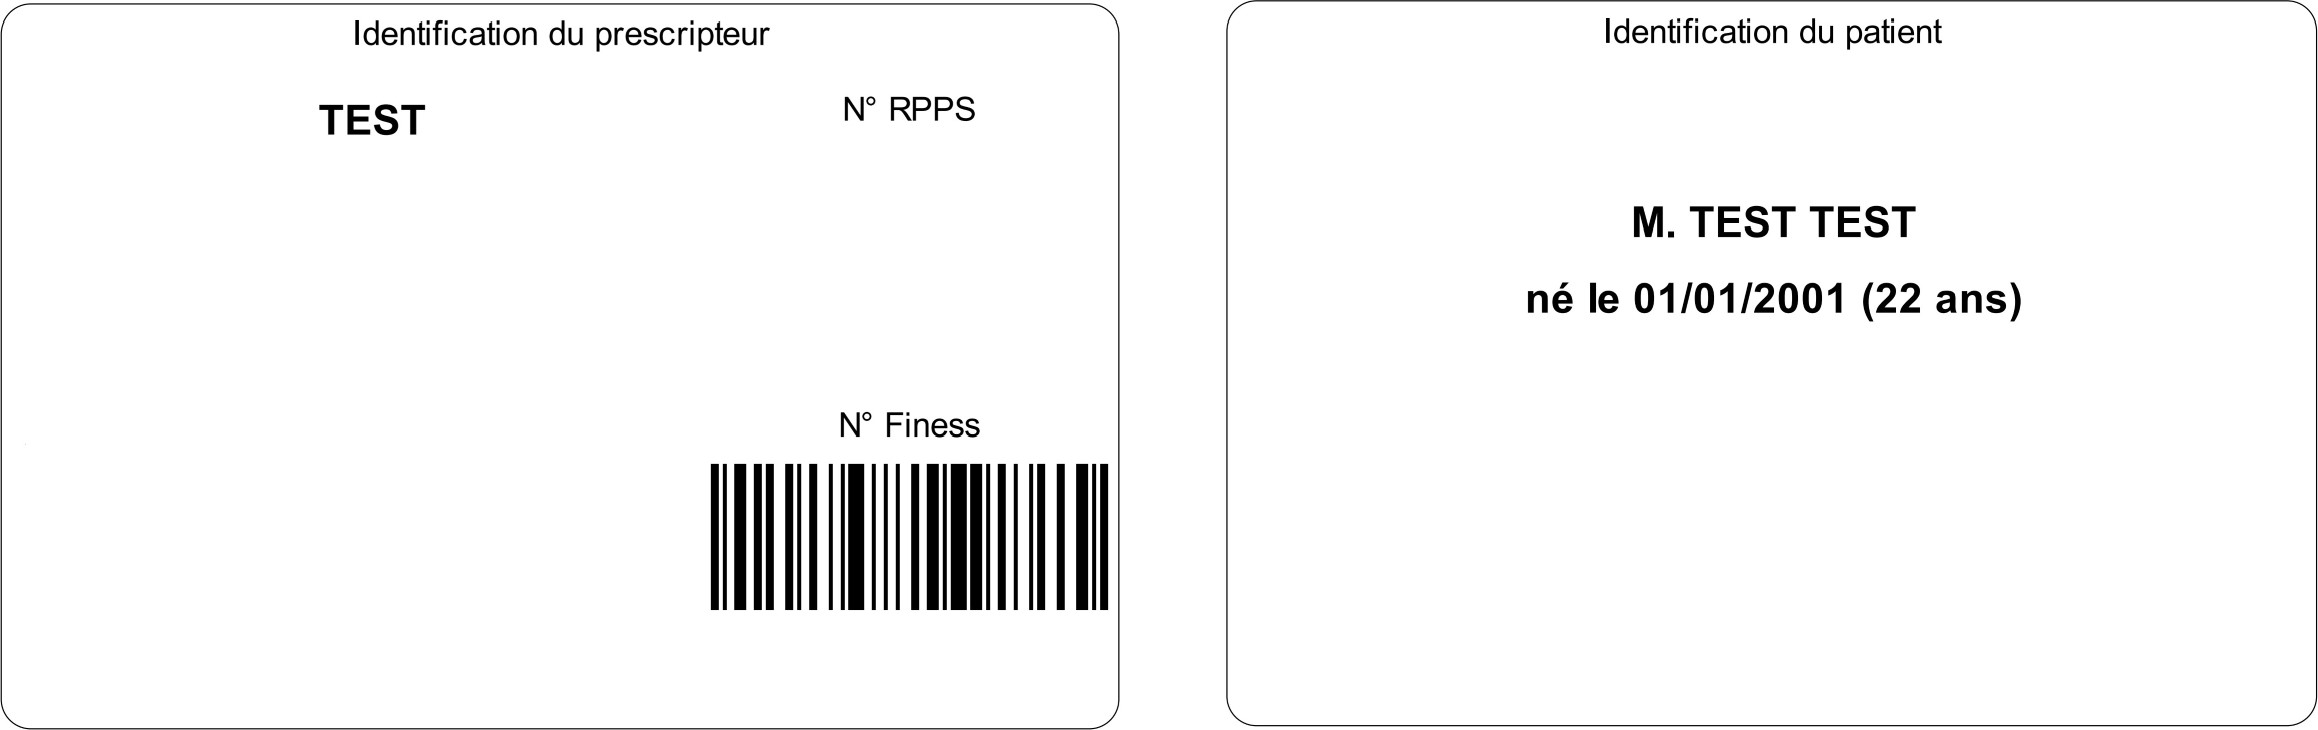 Identification du prescripteur
TEST
N° RPPS
N° Finess
Identification du patient
M. TEST TEST
né le 01/01/2001 (22 ans)